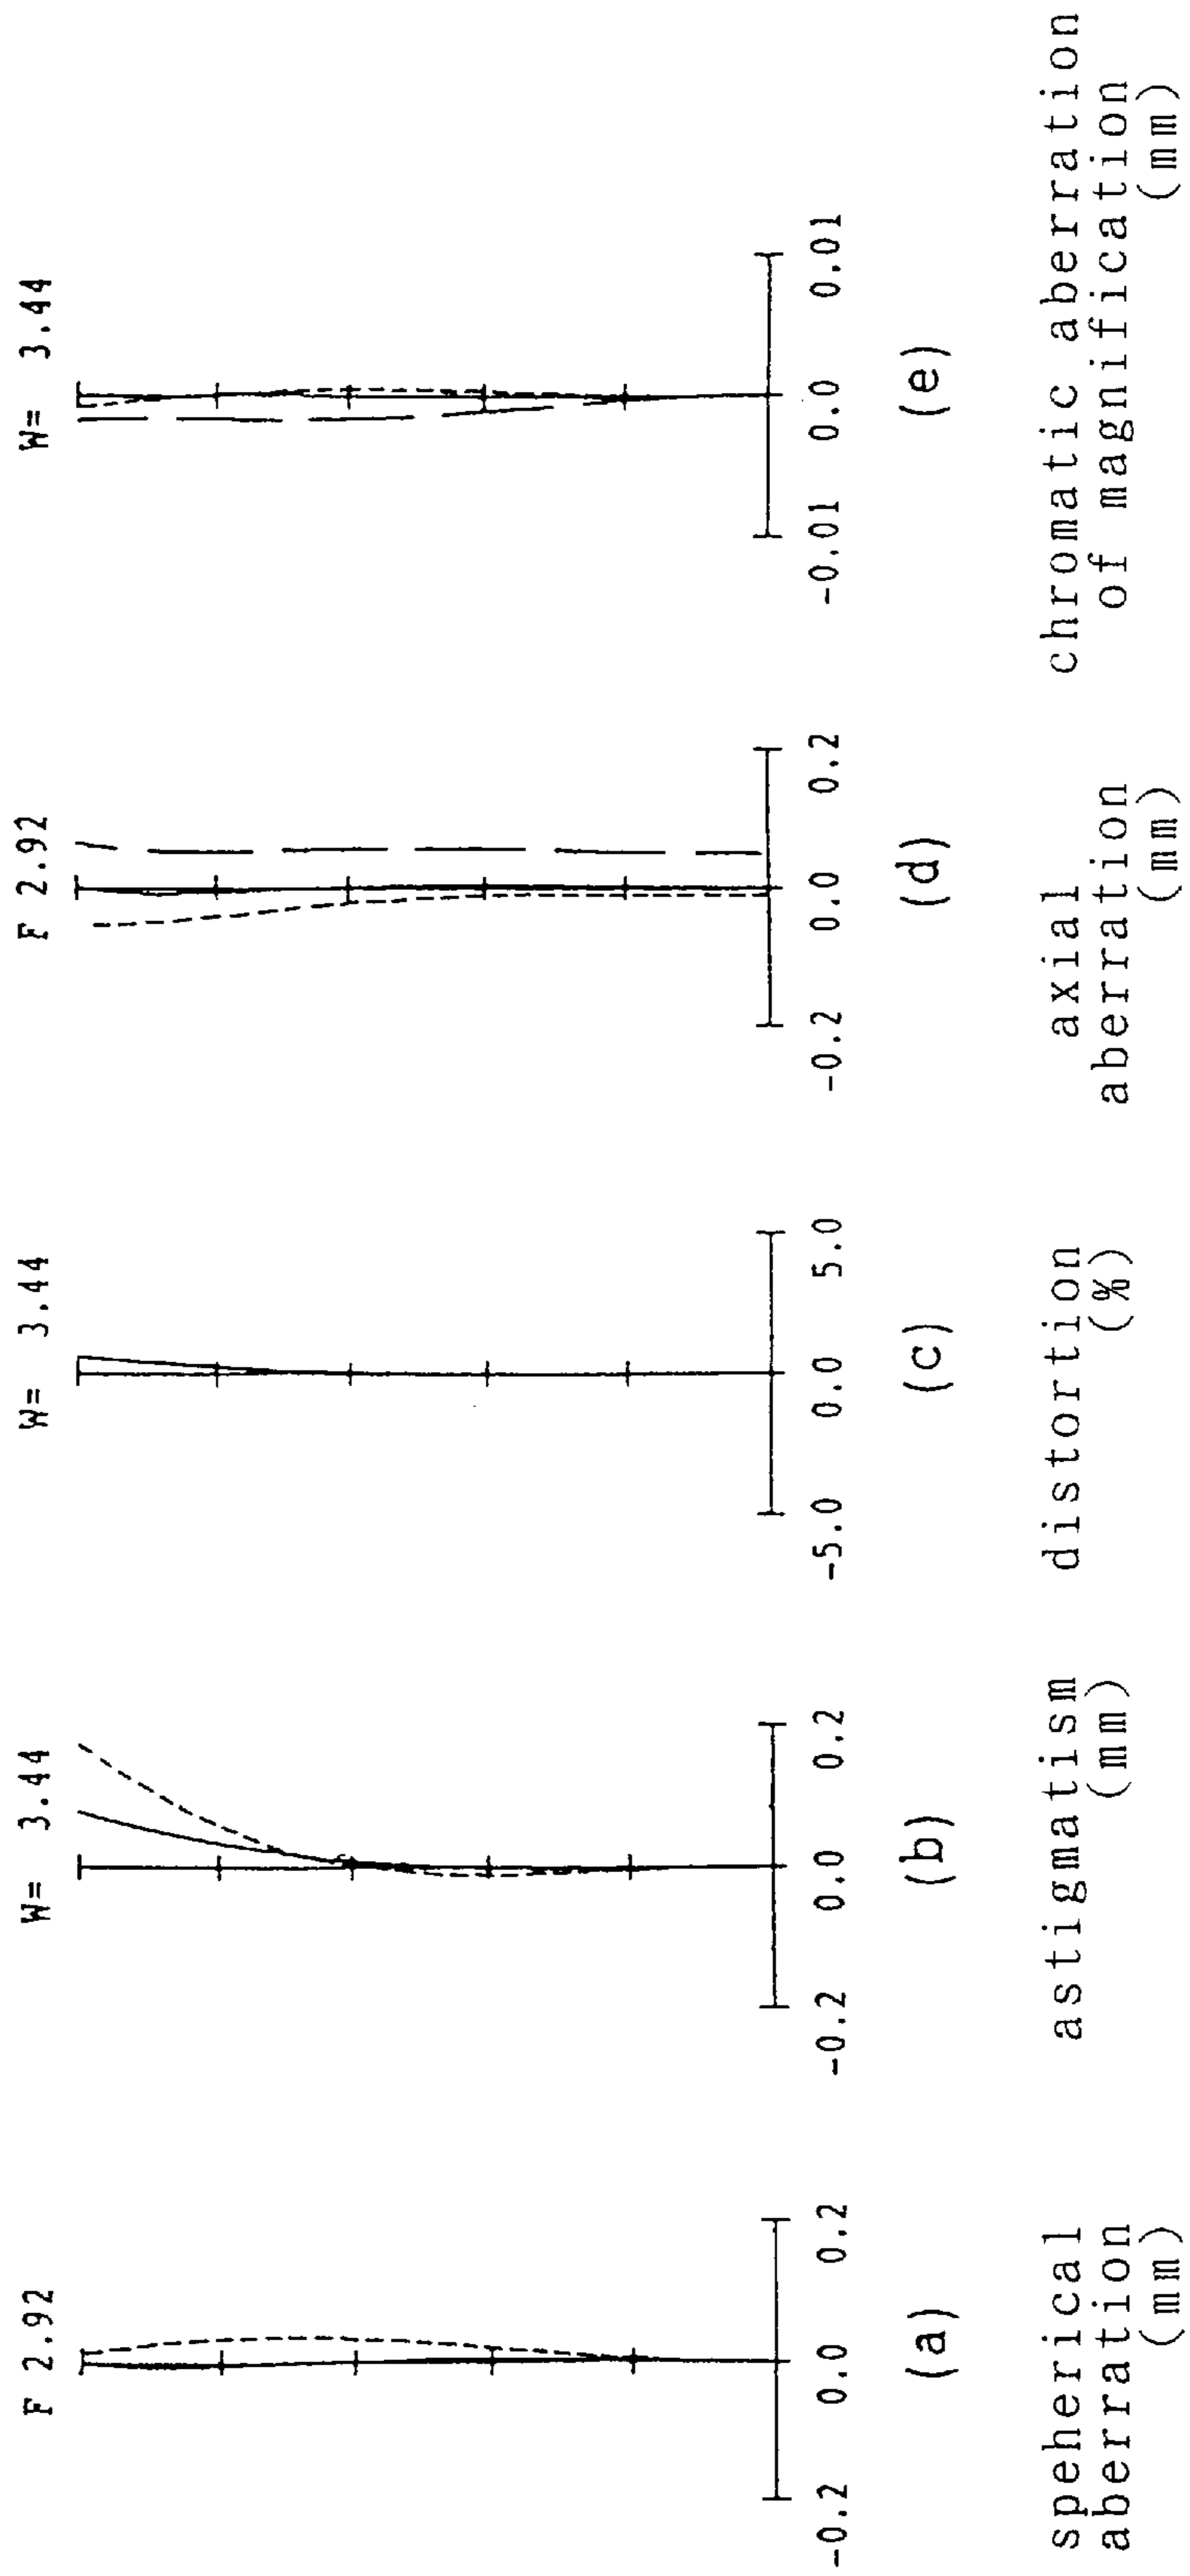 F 2.92
-0.2 0.0 0.2
(a)
speherical
aberration
(mm)
W= 3.44
-0.2 0.0 0.2
(b)
astigmatism
(mm)
W= 3.44
-5.0 0.0 5.0
(c)
distortion
(%)
F 2.92
-0.2 0.0 0.2
(d)
axial
aberration
(mm)
W= 3.44
-0.01 0.0 0.01
(e)
chromatic aberration
of magnification
(mm)